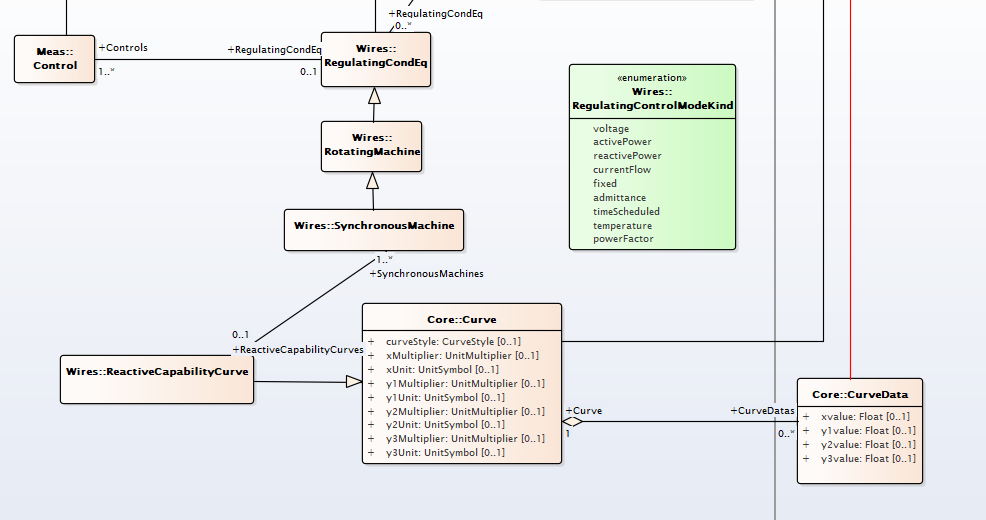 +RegulatingCondEq
0..*
Meas::
Control
+Controls
1..*
+RegulatingCondEq
0..1
Wires::
RegulatingCondEq
«enumeration»
Wires::
RegulatingControlModeKind
voltage
activePower
reactivePower
currentFlow
fixed
admittance
timeScheduled
temperature
powerFactor
Wires::
RotatingMachine
Wires::SynchronousMachine
1..*
+SynchronousMachines
0..1
+ReactiveCapabilityCurves
Wires::ReactiveCapabilityCurve
Core::Curve
+ curveStyle: CurveStyle [0..1]
+ xMultiplier: UnitMultiplier [0..1]
+ xUnit: UnitSymbol [0..1]
+ y1Multiplier: UnitMultiplier [0..1]
+ y1Unit: UnitSymbol [0..1]
+ y2Multiplier: UnitMultiplier [0..1]
+ y2Unit: UnitSymbol [0..1]
+ y3Multiplier: UnitMultiplier [0..1]
+ y3Unit: UnitSymbol [0..1]
+Curve
1
+CurveDatas
0..*
Core::CurveData
+ xvalue: Float [0..1]
+ y1value: Float [0..1]
+ y2value: Float [0..1]
+ y3value: Float [0..1]